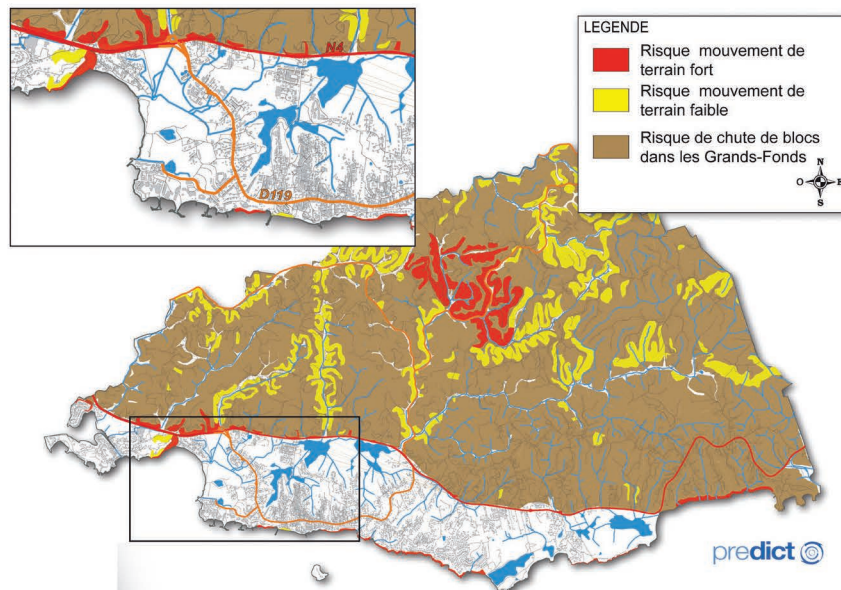 N4
D119
LEGENDE
Risque mouvement de
terrain fort
Risque mouvement de
terrain faible
Risque de chute de blocs
dans les Grands-Fonds
N
O E
S
predict